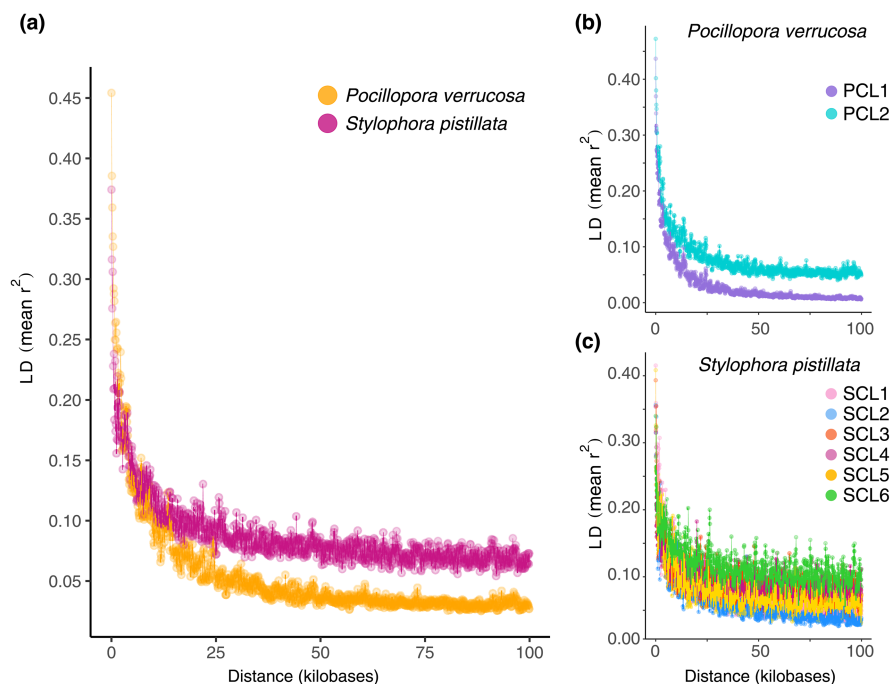 (a)
LD (mean r²)
0.45
0.40
0.35
0.30
0.25
0.20
0.15
0.10
0.05
0
25
50
75
100
Distance (kilobases)
Pocillopora verrucosa
Stylophora pistillata
(b)
Pocillopora verrucosa
LD (mean r²)
0.40
0.30
0.20
0.10
0.00
0
50
100
PCL1
PCL2
(c)
Stylophora pistillata
LD (mean r²)
0.40
0.30
0.20
0.10
0.00
0
50
100
Distance (kilobases)
SCL1
SCL2
SCL3
SCL4
SCL5
SCL6